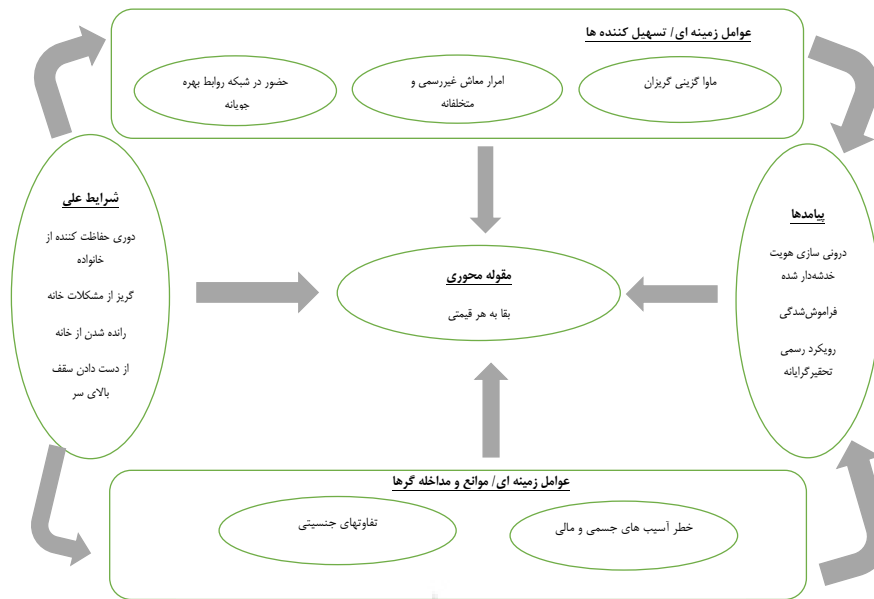 عوامل زمینه ای/ تسهیل کننده ها
ماوا گزینی گریزان
امرار معاش غیررسمی و
متخلفانه
حضور در شبکه روابط بهره
جویانه
شرایط علی
دوری حفاظت کننده از
خانواده
گریز از مشکلات خانه
رانده شدن از خانه
از دست دادن سقف
بالای سر
مقوله محوری
بقا به هر قیمتی
پیامدها
درونی سازی هویت
خدشه‌دار شده
فراموش‌شدگی
رویکرد رسمی
تحقیرگرایانه
عوامل زمینه ای/ موانع و مداخله گرها
خطر آسیب های جسمی و مالی
تفاوتهای جنسیتی